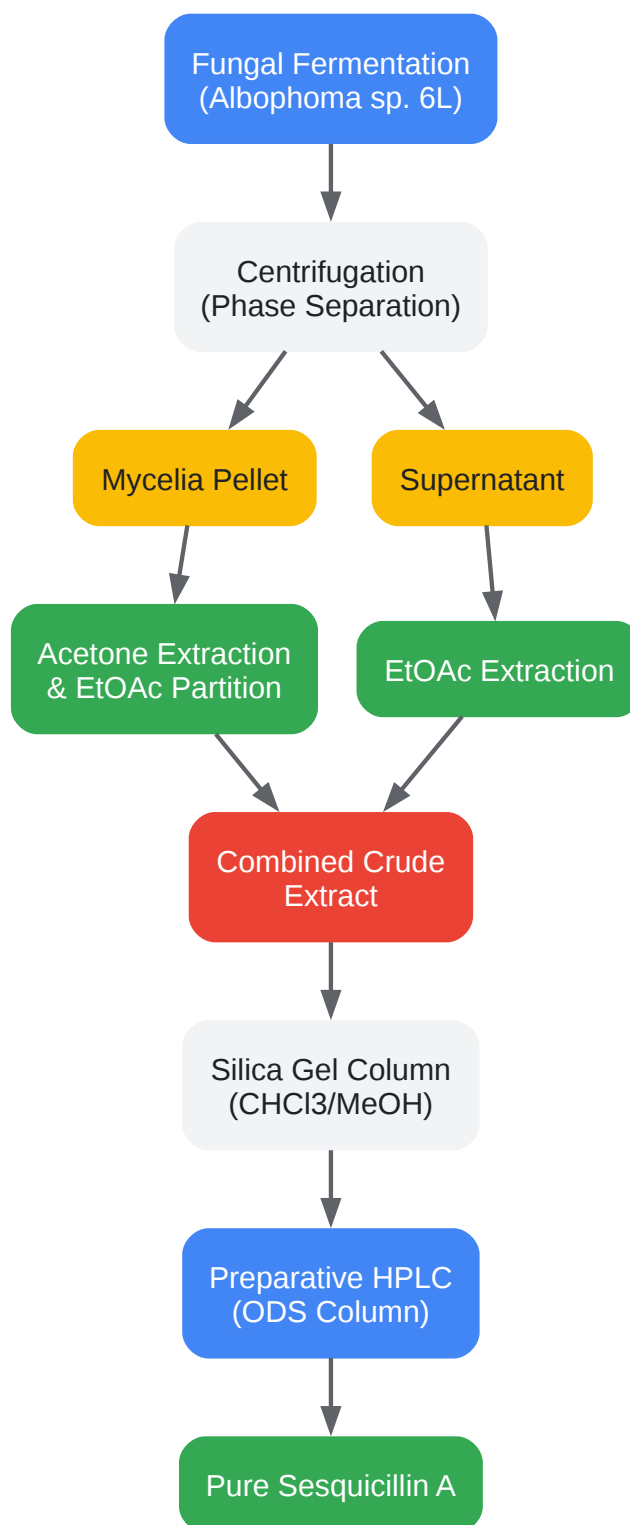 Fungal Fermentation
(Albophoma sp. 6L)
Centrifugation
(Phase Separation)
Mycelia Pellet
Supernatant
Acetone Extraction
& EtOAc Partition
EtOAc Extraction
Combined Crude
Extract
Silica Gel Column
(CHCl3/MeOH)
Preparative HPLC
(ODS Column)
Pure Sesquicillin A